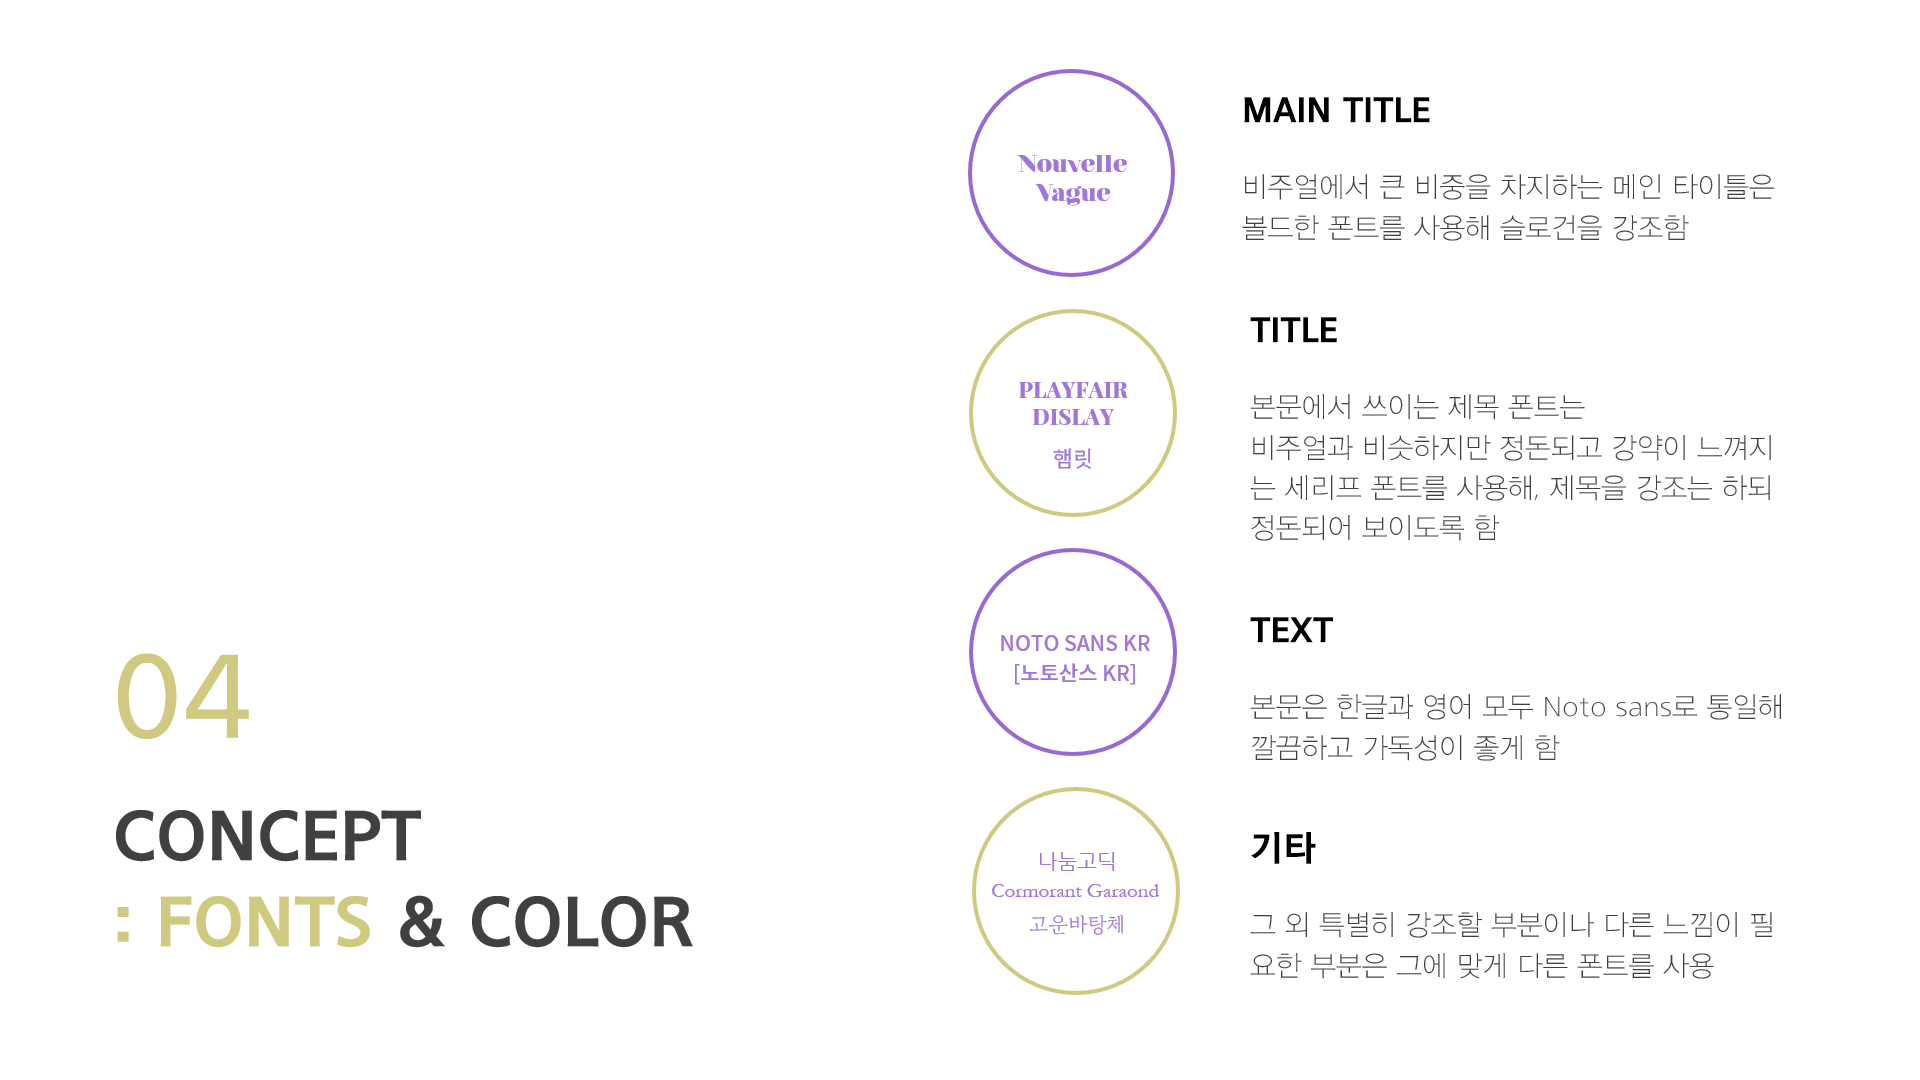 04
CONCEPT
: FONTS & COLOR
Nouvelle
Vague
MAIN TITLE
비주얼에서 큰 비중을 차지하는 메인 타이틀은
볼드한 폰트를 사용해 슬로건을 강조함
PLAYFAIR
DISLAY
햄릿
TITLE
본문에서 쓰이는 제목 폰트는
비주얼과 비슷하지만 정돈되고 강약이 느껴지
는 세리프 폰트를 사용해, 제목을 강조는 하되
정돈되어 보이도록 함
NOTO SANS KR
[노토산스 KR]
TEXT
본문은 한글과 영어 모두 Noto sans로 통일해
깔끔하고 가독성이 좋게 함
나눔고딕
Cormorant Garaond
고운바탕체
기타
그 외 특별히 강조할 부분이나 다른 느낌이 필
요한 부분은 그에 맞게 다른 폰트를 사용